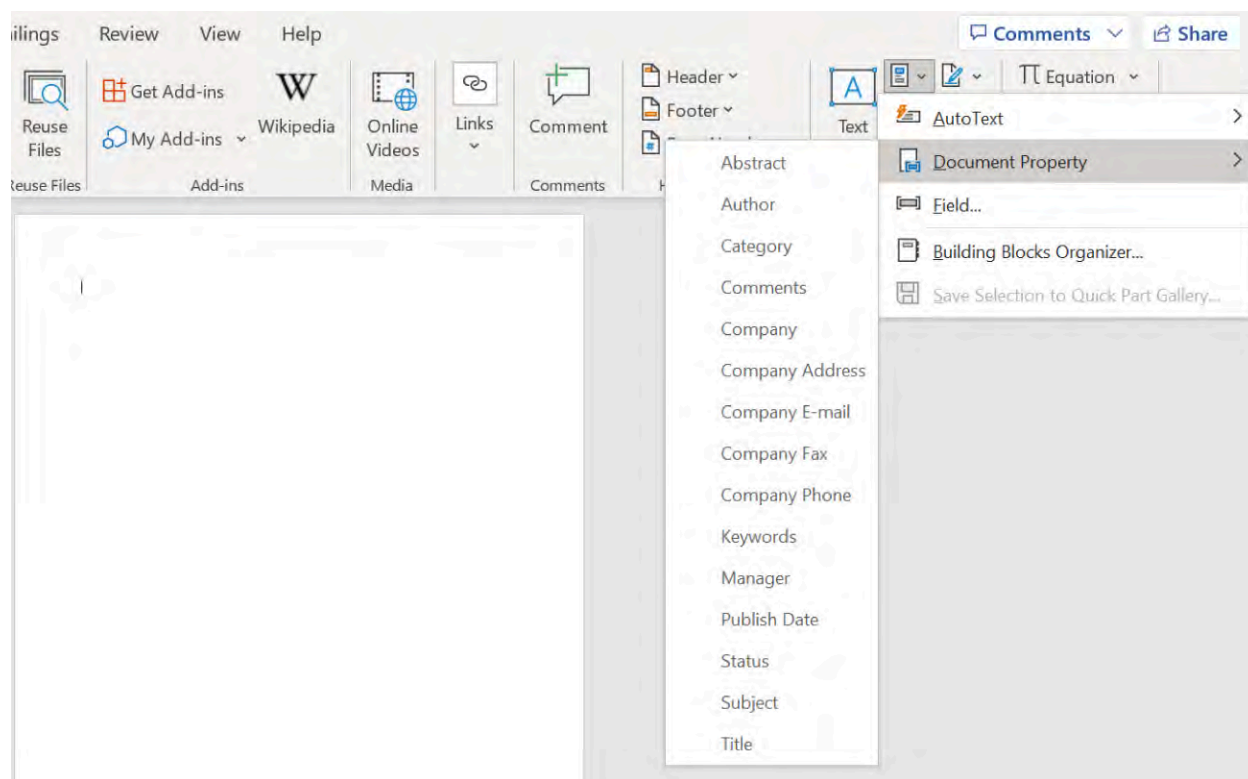 ilings Review View Help Comments Share
Reuse Files
Get Add-ins
My Add-ins
Wikipedia
Online Videos
Links
Comment
Header
Footer
Text
Equation
Reuse Files Add-ins Media Comments
AutoText
Document Property
Field...
Building Blocks Organizer...
Save Selection to Quick Part Gallery...
Abstract
Author
Category
Comments
Company
Company Address
Company E-mail
Company Fax
Company Phone
Keywords
Manager
Publish Date
Status
Subject
Title